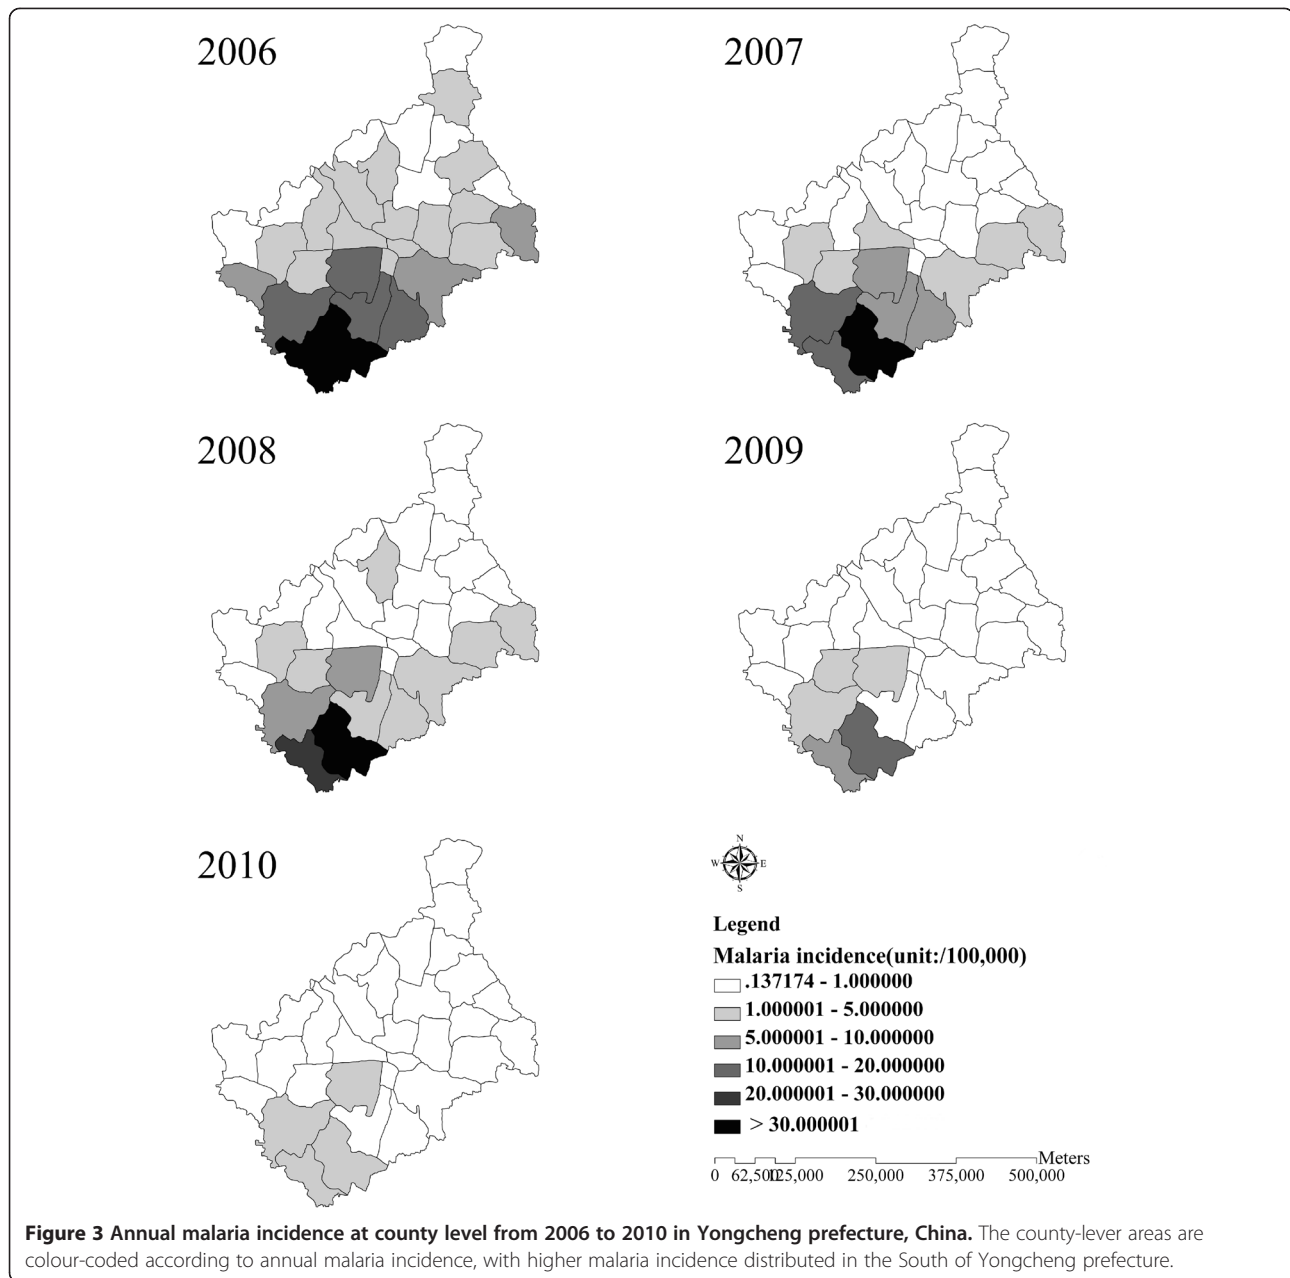 2006
2007
2008
2009
2010
N
W E
S
Legend
Malaria incidence(unit:/100,000)
.137174 - 1.000000
1.000001 - 5.000000
5.000001 - 10.000000
10.000001 - 20.000000
20.000001 - 30.000000
> 30.000001
Meters
0 62,500 125,000 250,000 375,000 500,000
Figure 3 Annual malaria incidence at county level from 2006 to 2010 in Yongcheng prefecture, China. The county-lever areas are
colour-coded according to annual malaria incidence, with higher malaria incidence distributed in the South of Yongcheng prefecture.